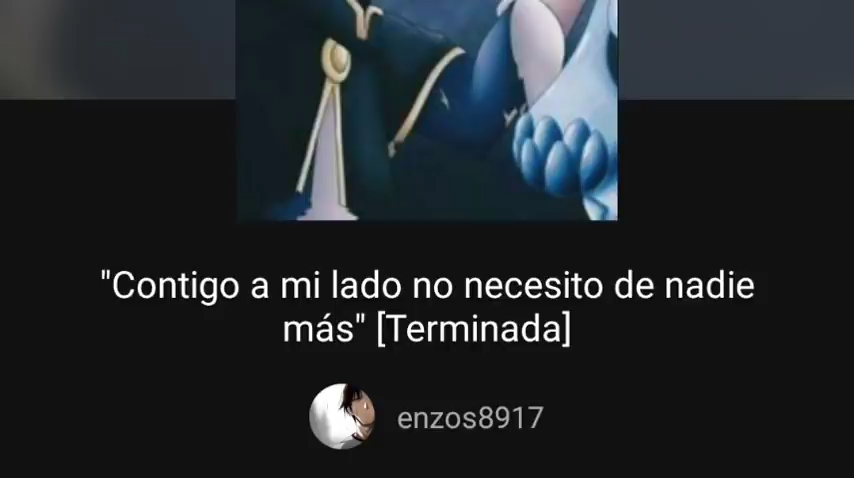 "Contigo a mi lado no necesito de nadie
más" [Terminada]
enzos8917